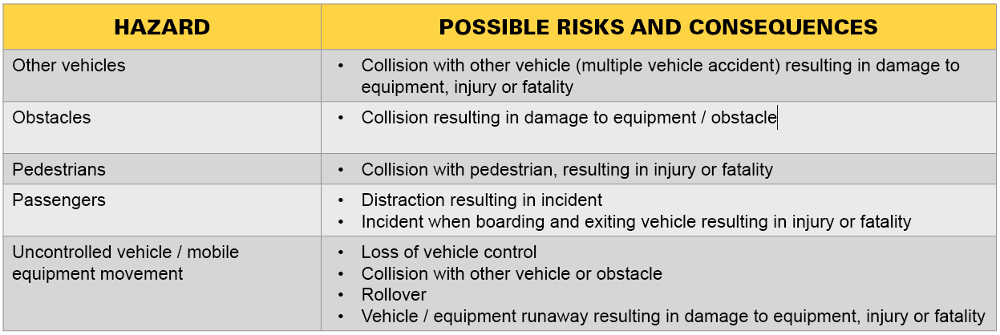 HAZARD
POSSIBLE RISKS AND CONSEQUENCES
Other vehicles
• Collision with other vehicle (multiple vehicle accident) resulting in damage to
equipment, injury or fatality
Obstacles
• Collision resulting in damage to equipment / obstacle
Pedestrians
• Collision with pedestrian, resulting in injury or fatality
Passengers
• Distraction resulting in incident
• Incident when boarding and exiting vehicle resulting in injury or fatality
Uncontrolled vehicle / mobile
equipment movement
• Loss of vehicle control
• Collision with other vehicle or obstacle
• Rollover
• Vehicle / equipment runaway resulting in damage to equipment, injury or fatality